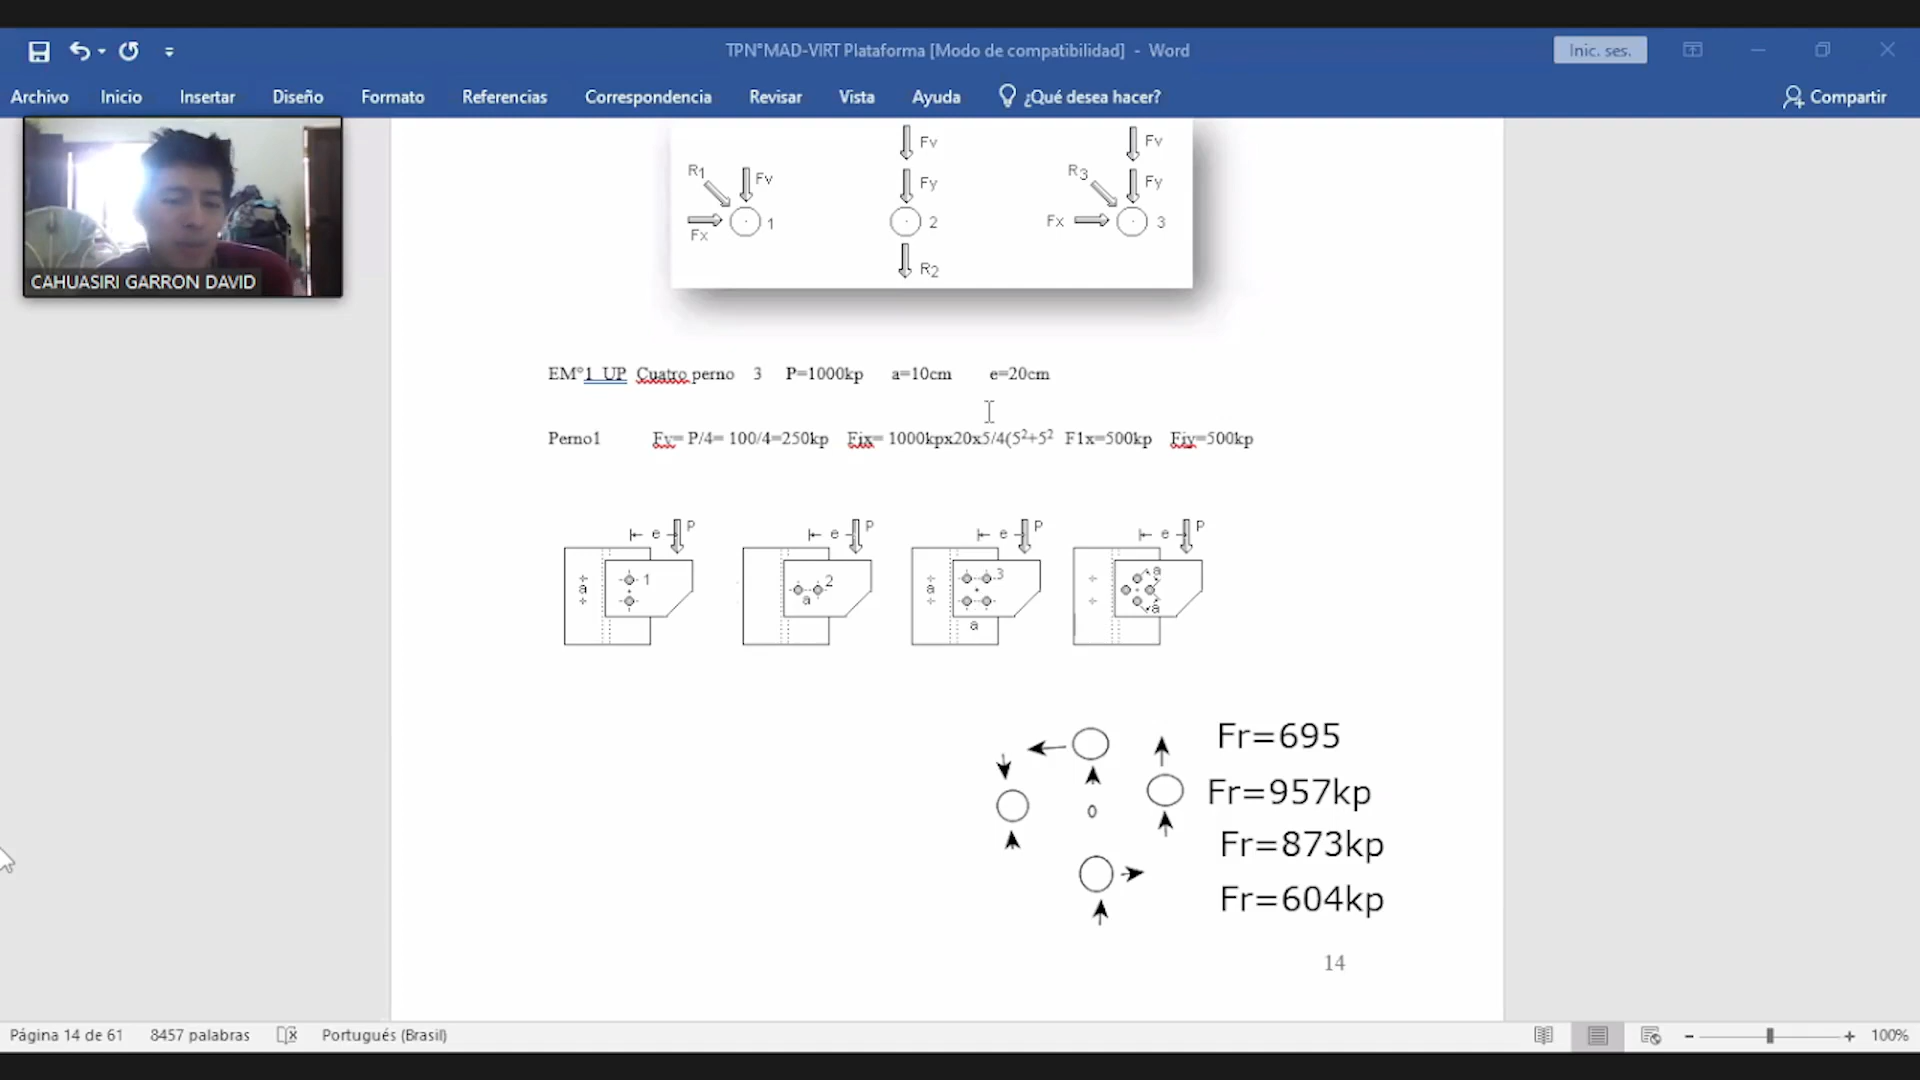 TPN°MAD-VIRT Plataforma [Modo de compatibilidad] - Word
Inic. ses.
Archivo Inicio Insertar Diseño Formato Referencias Correspondencia Revisar Vista Ayuda ¿Qué desea hacer? Compartir
CAHUASIRI GARRON DAVID
Fv Fv
R1 Fv Fy R3 Fy
Fx 1 2 Fx 3
R2
EM°1 UP Cuatro perno 3 P=1000kp a=10cm e=20cm
Perno1 Fv= P/4= 100/4=250kp Fix= 1000kpx20x5/4(5²+5² F1x=500kp Fiy=500kp
e P e P e P e P
a 1 a 2 a 3 a a
a
Fr=695
Fr=957kp
Fr=873kp
Fr=604kp
14
Página 14 de 61 8457 palabras Portugués (Brasil) 100%